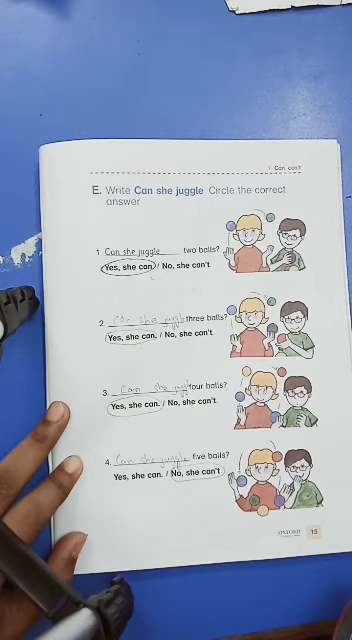 Can, can't
E. Write Can she juggle Circle the correct
answer
1 Can she juggle two balls?
Yes, she can / No, she can't
2. Can she juggle three balls?
Yes, she can. / No, she can't
3. Can she juggle four balls?
Yes, she can. / No, she can't
4. Can she juggle five balls?
Yes, she can. / No, she can't
OXFORD
13